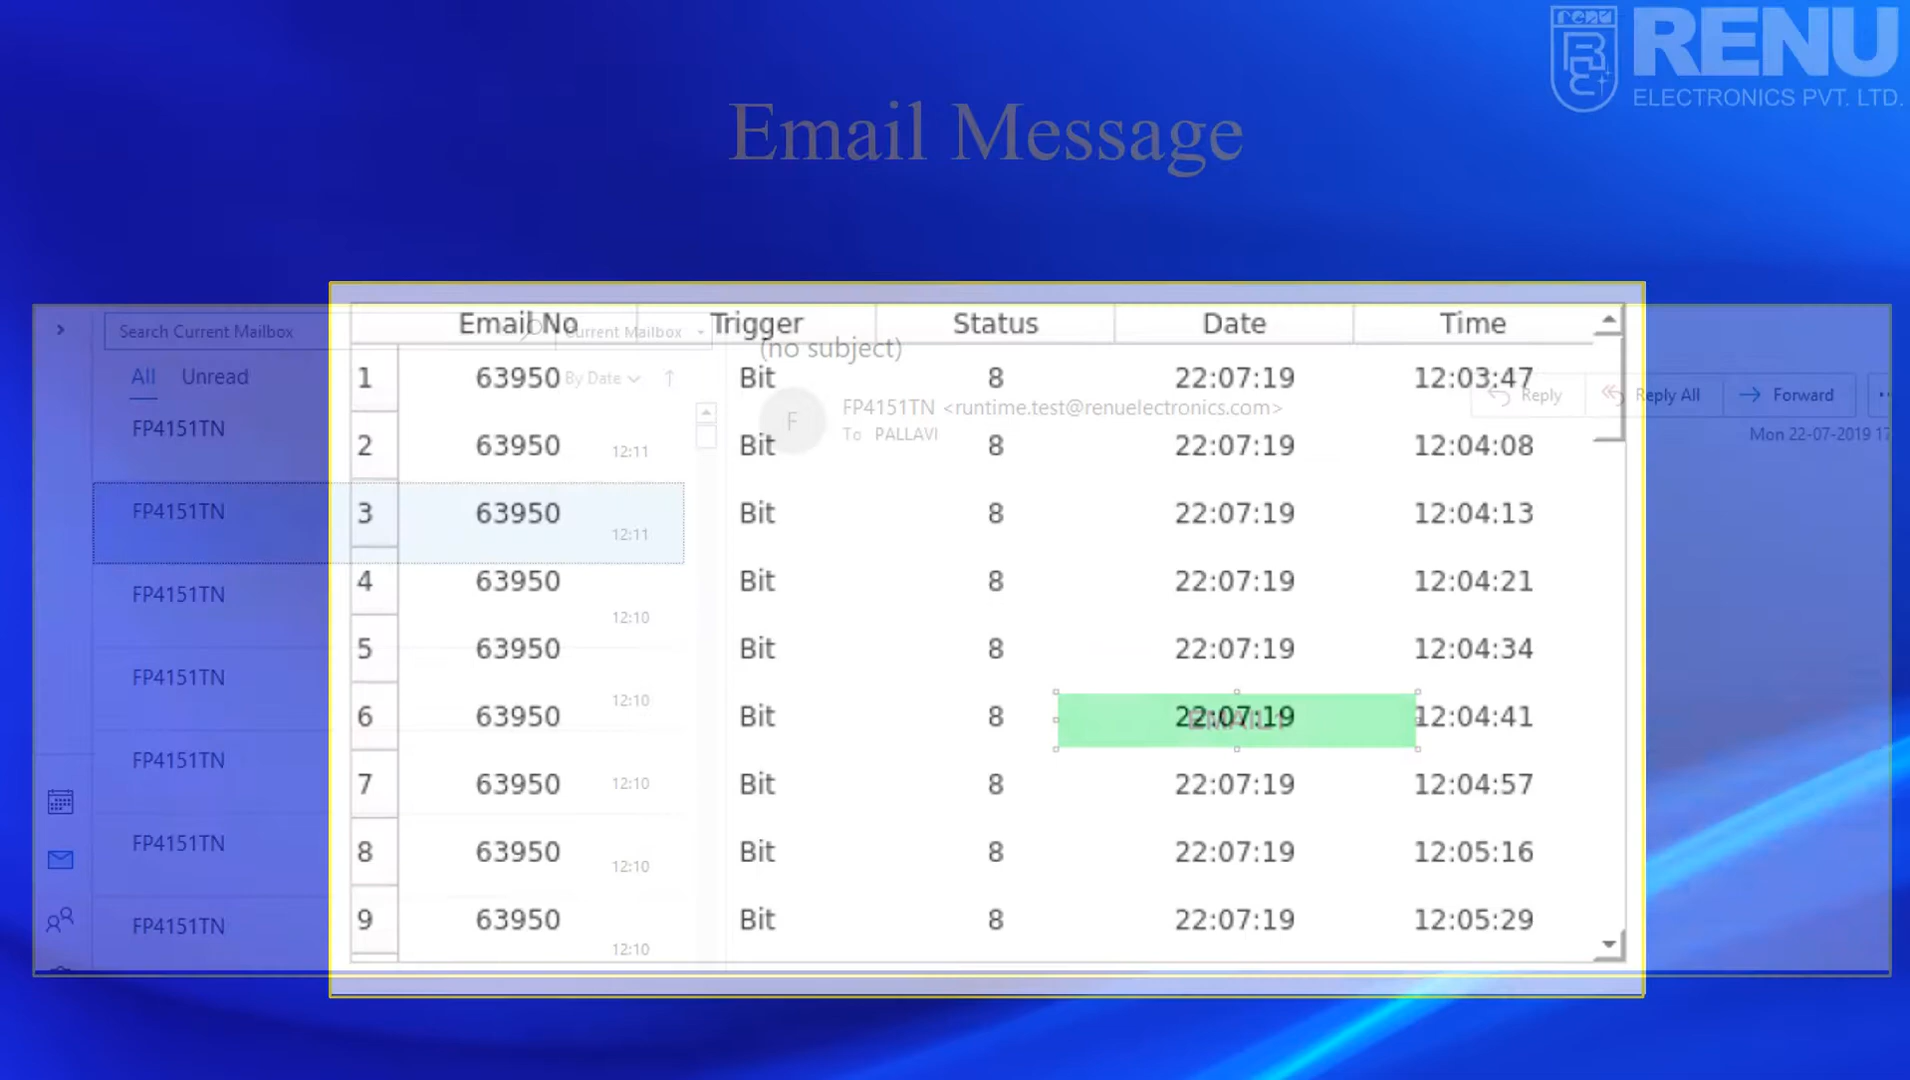 renu
RENU
ELECTRONICS PVT. LTD.
Email Message
Search Current Mailbox
Current Mailbox
All Unread
By Date
FP4151TN
FP4151TN
FP4151TN
FP4151TN
FP4151TN
FP4151TN
FP4151TN
12:11
12:11
12:10
12:10
12:10
12:10
12:10
(no subject)
F
FP4151TN <runtime.test@renuelectronics.com>
To PALLAVI
Reply Reply All Forward
Mon 22-07-2019 17
Email No Trigger Status Date Time
1 63950 Bit 8 22:07:19 12:03:47
2 63950 Bit 8 22:07:19 12:04:08
3 63950 Bit 8 22:07:19 12:04:13
4 63950 Bit 8 22:07:19 12:04:21
5 63950 Bit 8 22:07:19 12:04:34
6 63950 Bit 8 22:07:19 12:04:41
7 63950 Bit 8 22:07:19 12:04:57
8 63950 Bit 8 22:07:19 12:05:16
9 63950 Bit 8 22:07:19 12:05:29